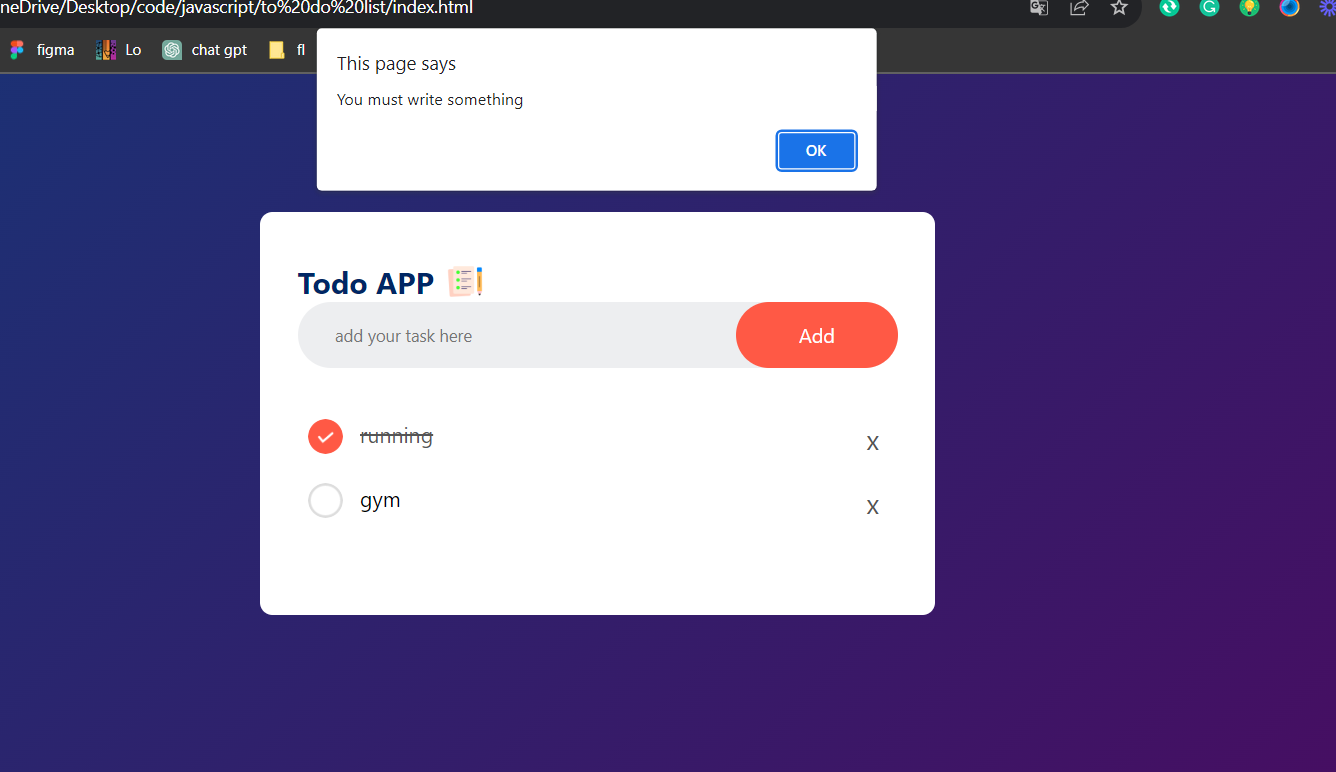 neDrive/Desktop/code/javascript/to%20do%20list/index.html
figma Lo chat gpt fl
This page says
You must write something
OK
Todo APP
add your task here Add
running x
gym x